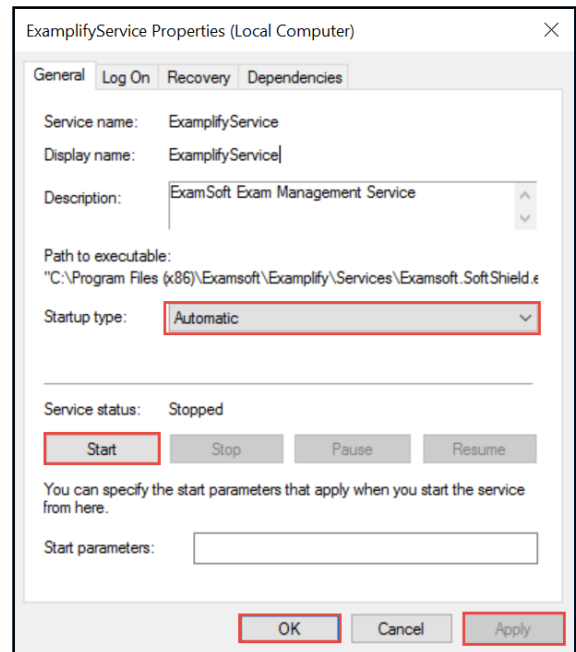 ExamplifyService Properties (Local Computer)
General Log On Recovery Dependencies
Service name: ExamplifyService
Display name: ExamplifyService
Description: ExamSoft Exam Management Service
Path to executable:
"C:\Program Files (x86)\Examsoft\Examplify\Services\Examsoft.SoftShield.e
Startup type: Automatic
Service status: Stopped
Start Stop Pause Resume
You can specify the start parameters that apply when you start the service
from here.
Start parameters:
OK Cancel Apply